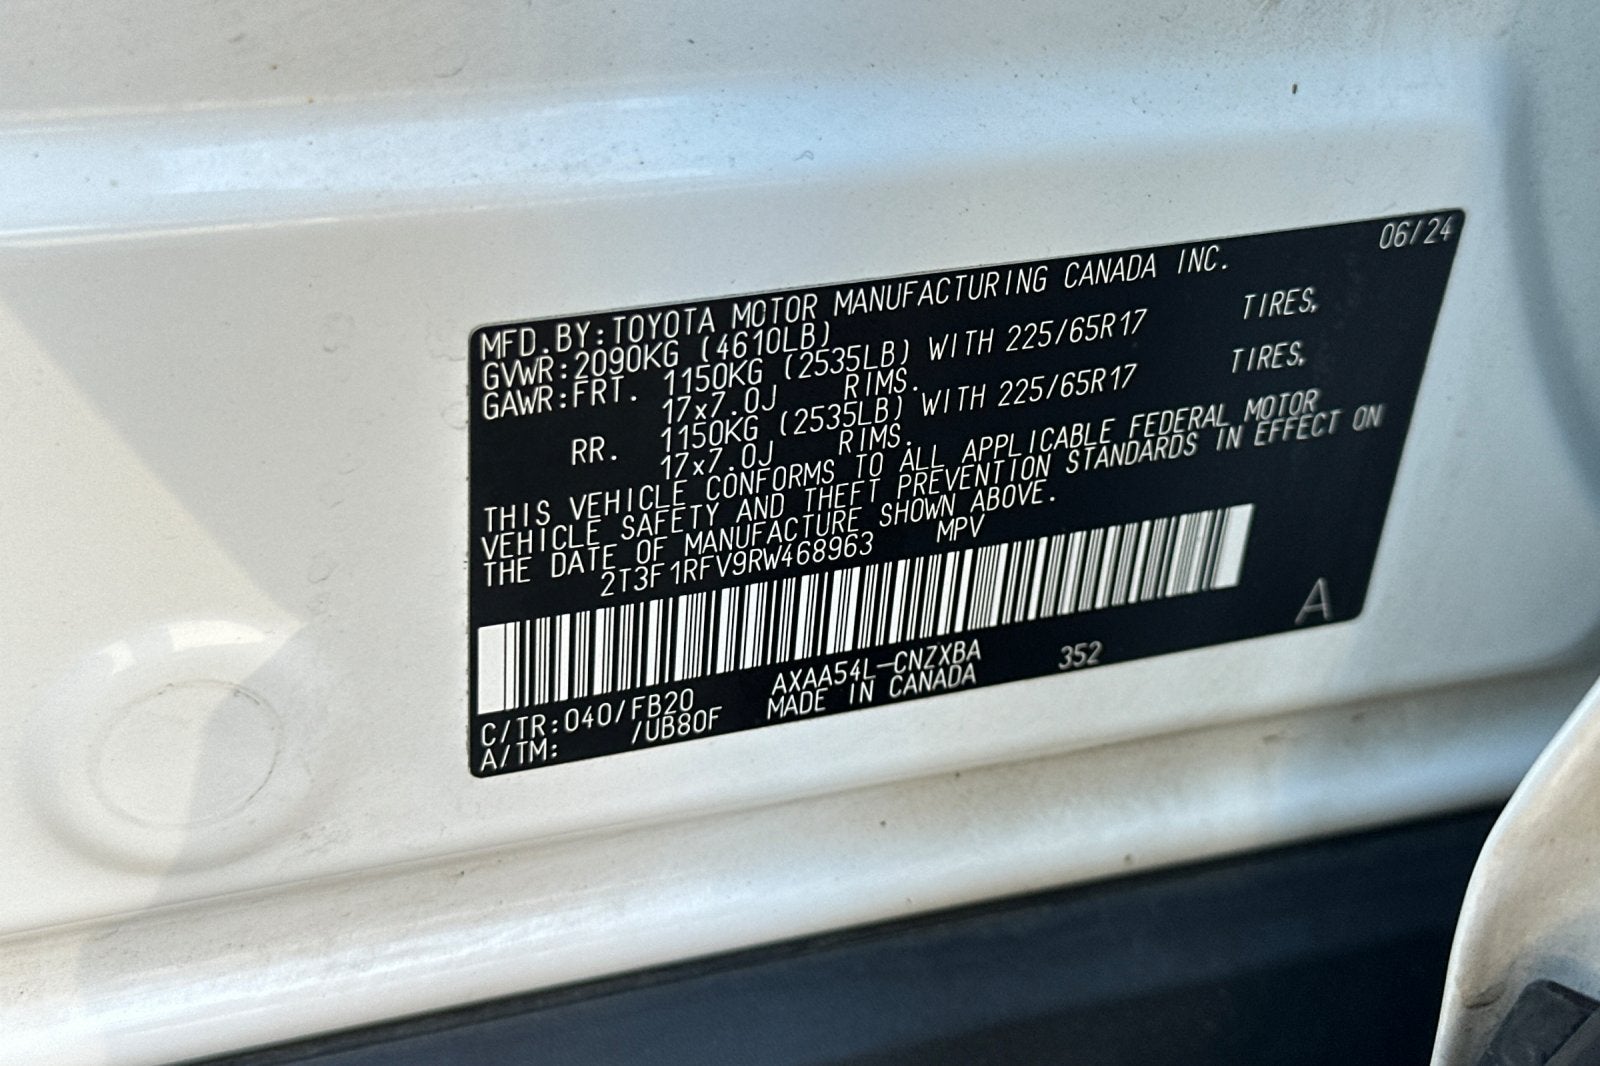 06/24
MFD.BY:TOYOTA MOTOR MANUFACTURING CANADA INC.
GVWR:2090KG (4610LB)
GAWR:FRT. 1150KG (2535LB) WITH 225/65R17 TIRES,
17x7.0J RIMS.
RR. 1150KG (2535LB) WITH 225/65R17 TIRES,
17x7.0J RIMS.
THIS VEHICLE CONFORMS TO ALL APPLICABLE FEDERAL MOTOR
VEHICLE SAFETY AND THEFT PREVENTION STANDARDS IN EFFECT ON
THE DATE OF MANUFACTURE SHOWN ABOVE.
2T3F1RFV9RW468963 MPV
C/TR:040/FB20 AXAA54L-CNZXBA 352 A
A/TM: /UB80F MADE IN CANADA